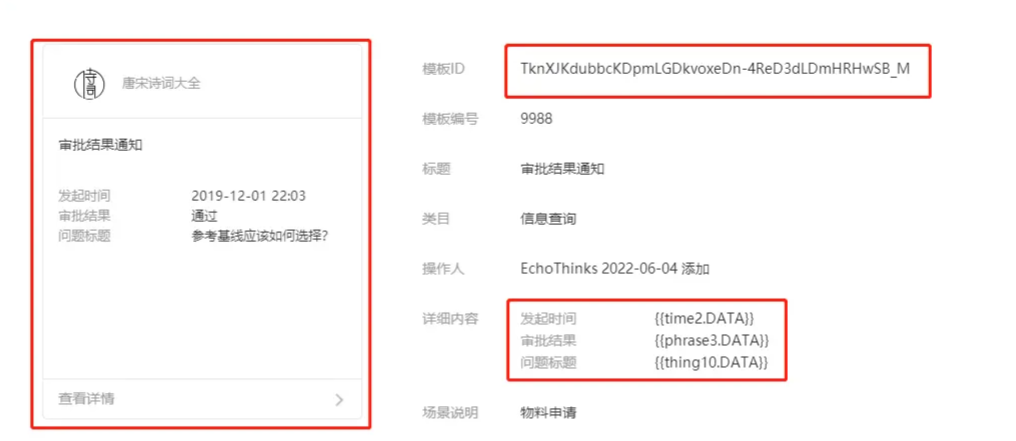 唐宋诗词大全
审批结果通知
发起时间 2019-12-01 22:03
审批结果 通过
问题标题 参考基线应该如何选择?
查看详情
模板ID TknXJKdubbcKDpmLGDkvoxeDn-4ReD3dLDmHRHwSB_M
模板编号 9988
标题 审批结果通知
类目 信息查询
操作人 EchoThinks 2022-06-04 添加
详细内容 发起时间 {{time2.DATA}}
审批结果 {{phrase3.DATA}}
问题标题 {{thing10.DATA}}
场景说明 物料申请